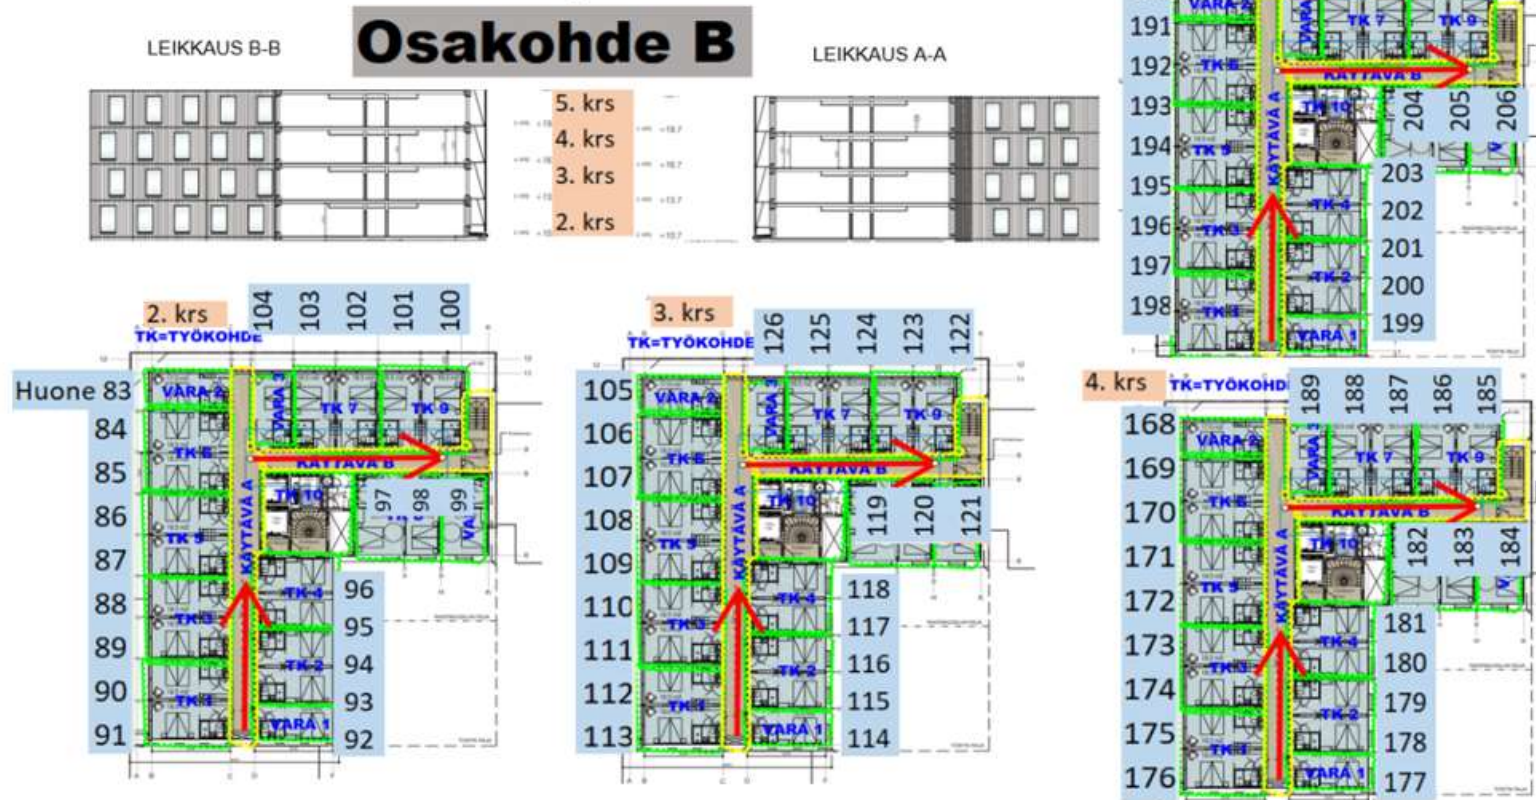 LEIKKAUS B-B
Osakohde B
LEIKKAUS A-A
5. krs
4. krs
3. krs
2. krs
2. krs
104
103
102
101
100
TK=TYÖKOHDE
Huone 83
84
85
86
87
88
89
90
91
VARA 2
VARA 3
TK 7
TK 9
TK 6
KÄYTÄVÄ B
KÄYTÄVÄ A
TK 10
97
98
99
TK 5
TK 4
TK 3
TK 2
TK 1
VARA 1
96
95
94
93
92
3. krs
126
125
124
123
122
TK=TYÖKOHDE
105
106
107
108
109
110
111
112
113
VARA 2
VARA 3
TK 7
TK 9
TK 6
KÄYTÄVÄ B
KÄYTÄVÄ A
TK 10
119
120
121
TK 5
TK 4
TK 3
TK 2
TK 1
VARA 1
118
117
116
115
114
191
192
193
194
195
196
197
198
VARA 2
VARA
TK 7
TK 9
TK 6
KÄYTÄVÄ B
KÄYTÄVÄ A
TK 10
204
205
206
TK 5
TK 4
TK 3
TK 2
TK 1
VARA 1
203
202
201
200
199
4. krs
TK=TYÖKOHD
189
188
187
186
185
168
169
170
171
172
173
174
175
176
VARA 2
VARA 3
TK 7
TK 9
TK 6
KÄYTÄVÄ B
KÄYTÄVÄ A
TK 10
182
183
184
TK 5
TK 4
TK 3
TK 2
TK 1
VARA 1
181
180
179
178
177